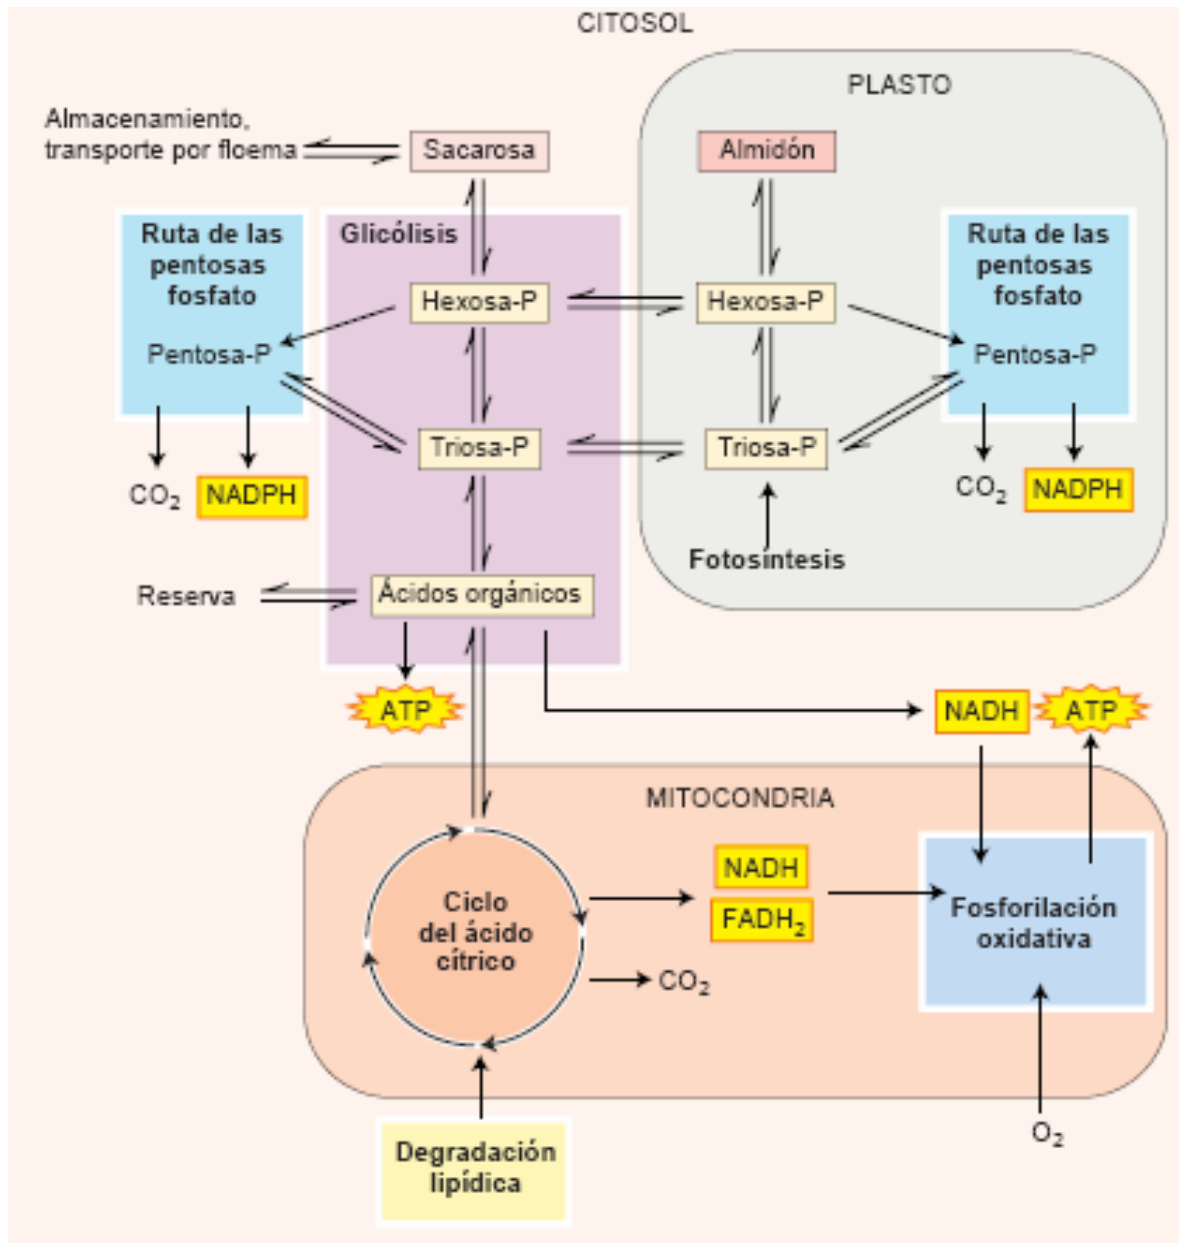 CITOSOL
PLASTO
Almacenamiento,
transporte por floema
Sacarosa
Almidón
Ruta de las
pentosas
fosfato
Glicólisis
Ruta de las
pentosas
fosfato
Hexosa-P
Hexosa-P
Pentosa-P
Pentosa-P
Triosa-P
Triosa-P
CO₂
NADPH
CO₂
NADPH
Fotosíntesis
Reserva
Ácidos orgánicos
ATP
NADH
ATP
MITOCONDRIA
NADH
FADH₂
Ciclo
del ácido
cítrico
Fosforilación
oxidativa
CO₂
O₂
Degradación
lipídica